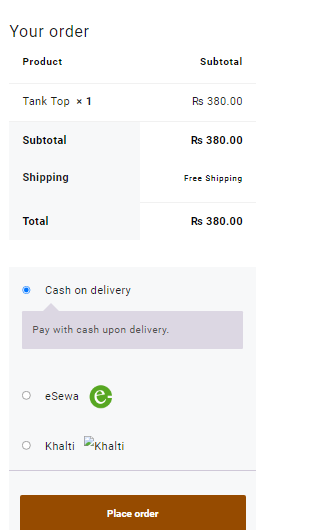 Your order
Product Subtotal
Tank Top × 1 ₨ 380.00
Subtotal ₨ 380.00
Shipping Free Shipping
Total ₨ 380.00
Cash on delivery
Pay with cash upon delivery.
eSewa e
Khalti Khalti
Place order